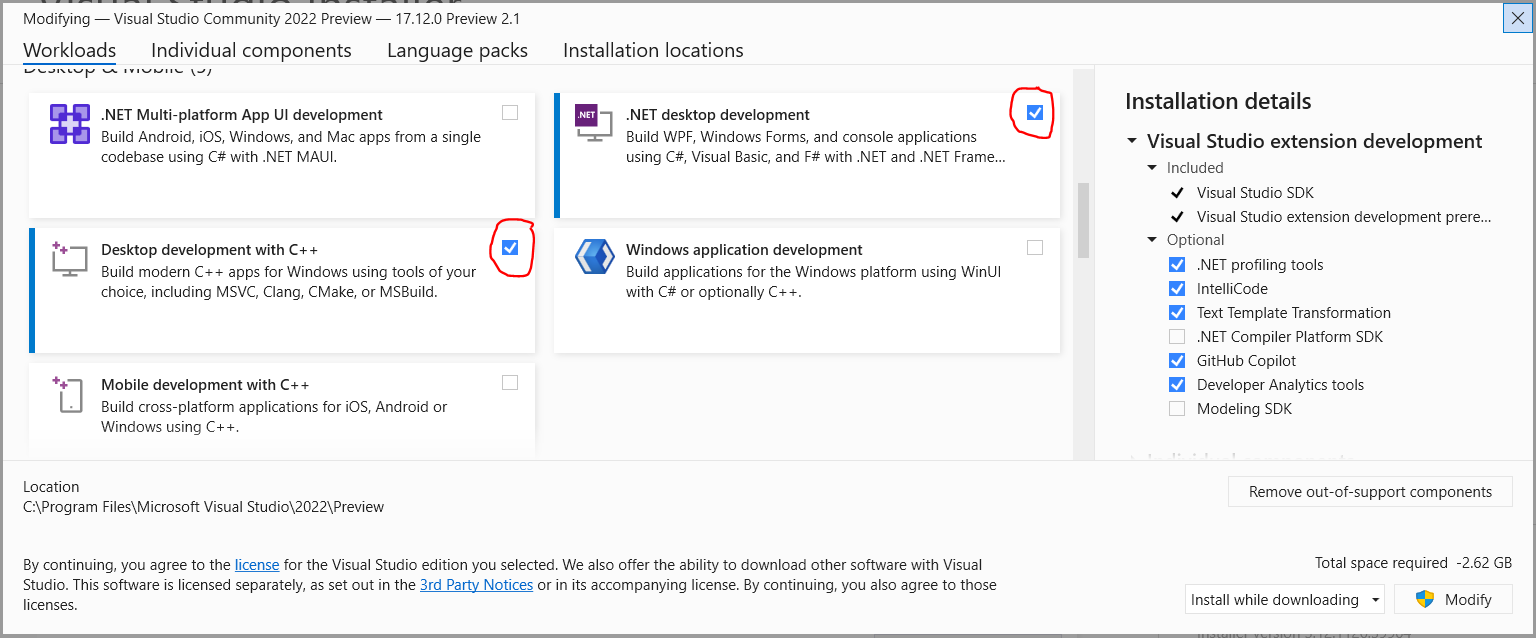 Visual Studio Installer
Modifying — Visual Studio Community 2022 Preview — 17.12.0 Preview 2.1
Workloads
Individual components
Language packs
Installation locations
Desktop & Mobile (5)
.NET Multi-platform App UI development
Build Android, iOS, Windows, and Mac apps from a single
codebase using C# with .NET MAUI.
.NET
.NET desktop development
Build WPF, Windows Forms, and console applications
using C#, Visual Basic, and F# with .NET and .NET Frame...
Desktop development with C++
Build modern C++ apps for Windows using tools of your
choice, including MSVC, Clang, CMake, or MSBuild.
Windows application development
Build applications for the Windows platform using WinUI
with C# or optionally C++.
Mobile development with C++
Build cross-platform applications for iOS, Android or
Windows using C++.
Installation details
Visual Studio extension development
Included
Visual Studio SDK
Visual Studio extension development prere...
Optional
.NET profiling tools
IntelliCode
Text Template Transformation
.NET Compiler Platform SDK
GitHub Copilot
Developer Analytics tools
Modeling SDK
Individual components
Location
C:\Program Files\Microsoft Visual Studio\2022\Preview
Remove out-of-support components
By continuing, you agree to the license for the Visual Studio edition you selected. We also offer the ability to download other software with Visual
Studio. This software is licensed separately, as set out in the 3rd Party Notices or in its accompanying license. By continuing, you also agree to those
licenses.
Total space required -2.62 GB
Install while downloading
Modify